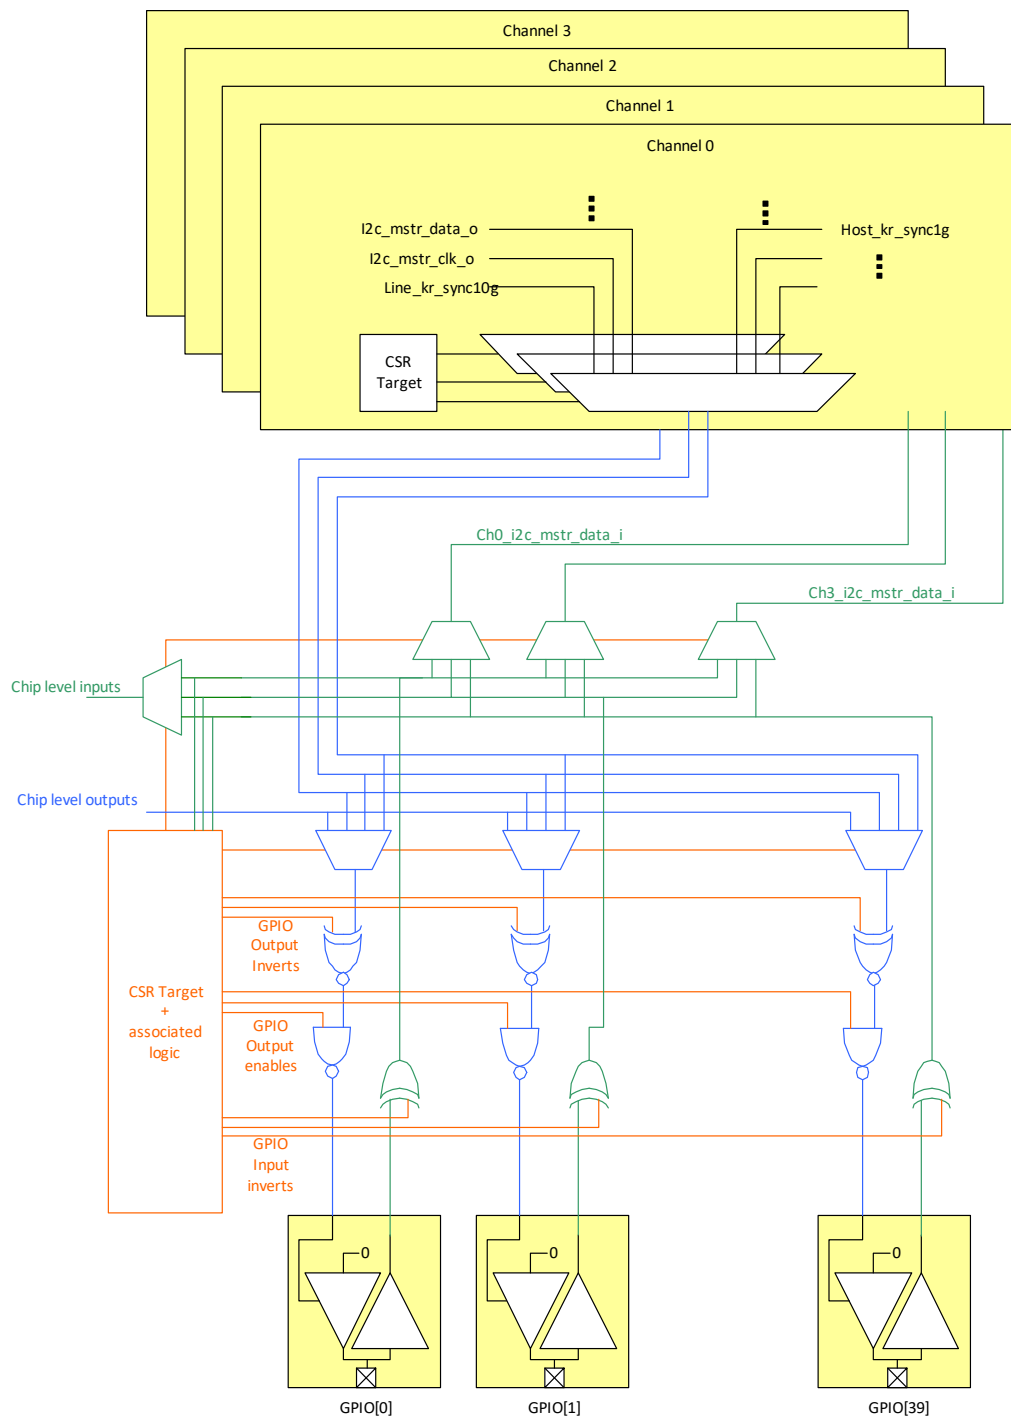 Channel 3
Channel 2
Channel 1
Channel 0
I2c_mstr_data_o
Host_kr_sync1g
I2c_mstr_clk_o
Line_kr_sync10g
CSR
Target
Ch0_i2c_mstr_data_i
Ch3_i2c_mstr_data_i
Chip level inputs
Chip level outputs
GPIO
Output
Inverts
CSR Target
+
associated
logic
GPIO
Output
enables
GPIO
Input
inverts
0
0
0
GPIO[0]
GPIO[1]
GPIO[39]